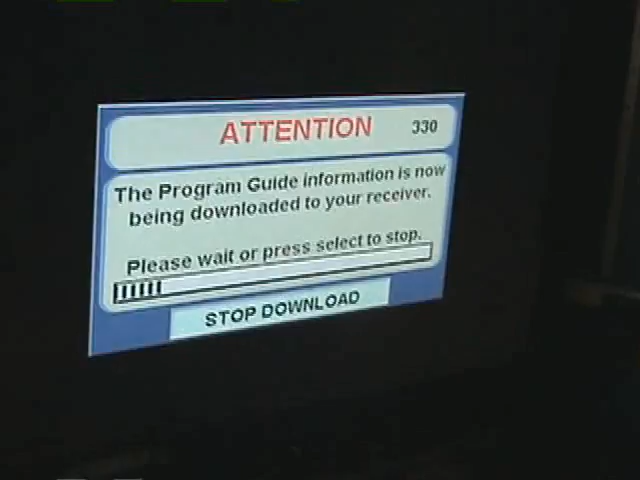 ATTENTION 330
The Program Guide information is now
being downloaded to your receiver.
Please wait or press select to stop.
STOP DOWNLOAD